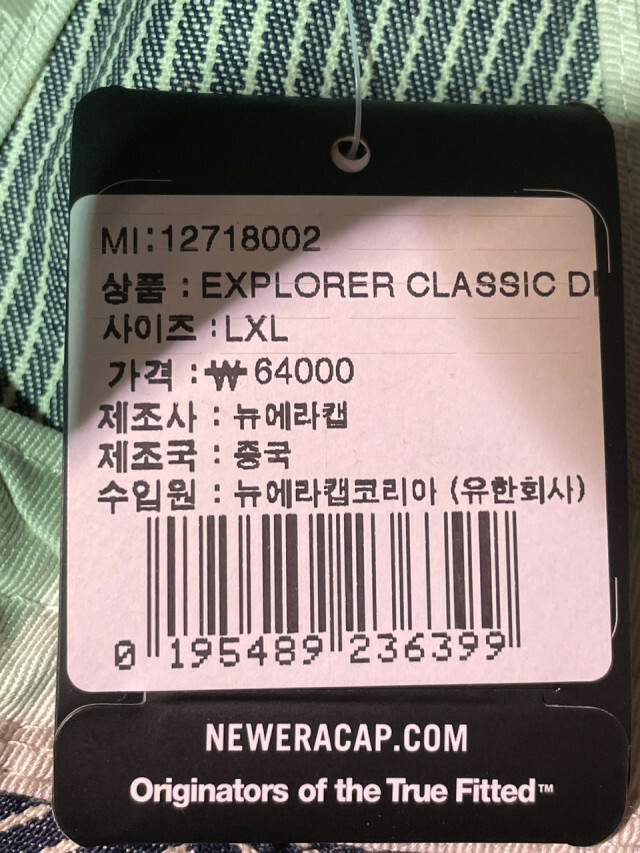 MI:12718002
상품 : EXPLORER CLASSIC
사이즈 : LXL
가격 : ₩64000
제조사 : 뉴에라캡
제조국 : 중국
수입원 : 뉴에라캡코리아 (유한회사)
0 195489 236399
NEWERACAP.COM
Originators of the True Fitted™